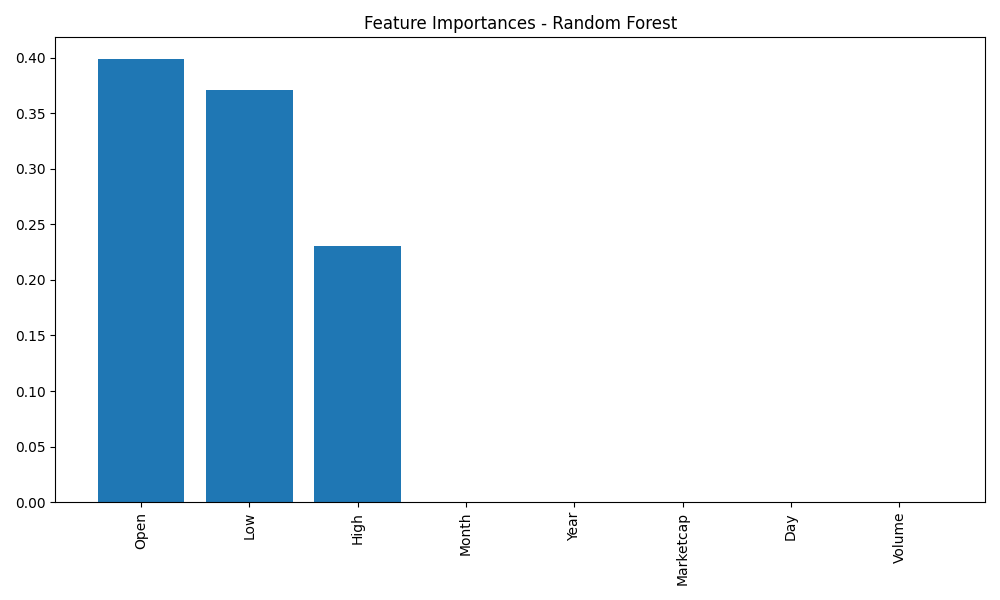 Feature Importances - Random Forest
0.40
0.35
0.30
0.25
0.20
0.15
0.10
0.05
0.00
Open
Low
High
Month
Year
Marketcap
Day
Volume